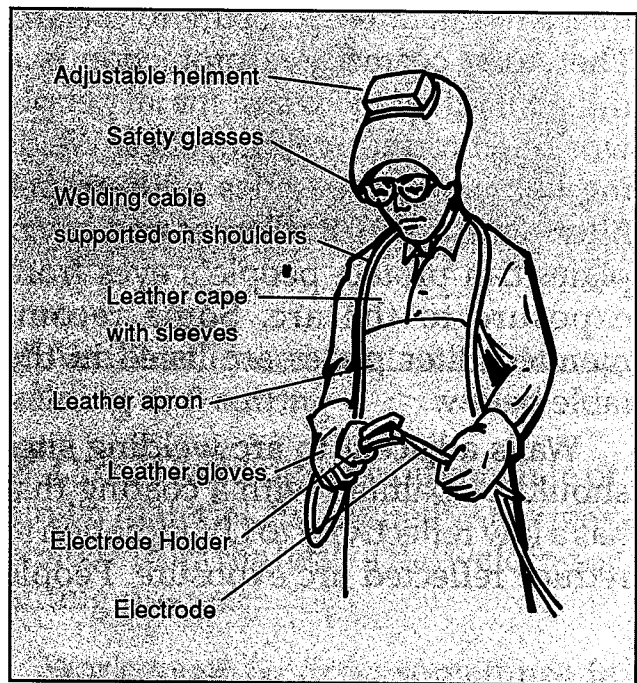 Adjustable helment
Safety glasses
Welding cable
supported on shoulders
Leather cape
with sleeves
Leather apron
Leather gloves
Electrode Holder
Electrode